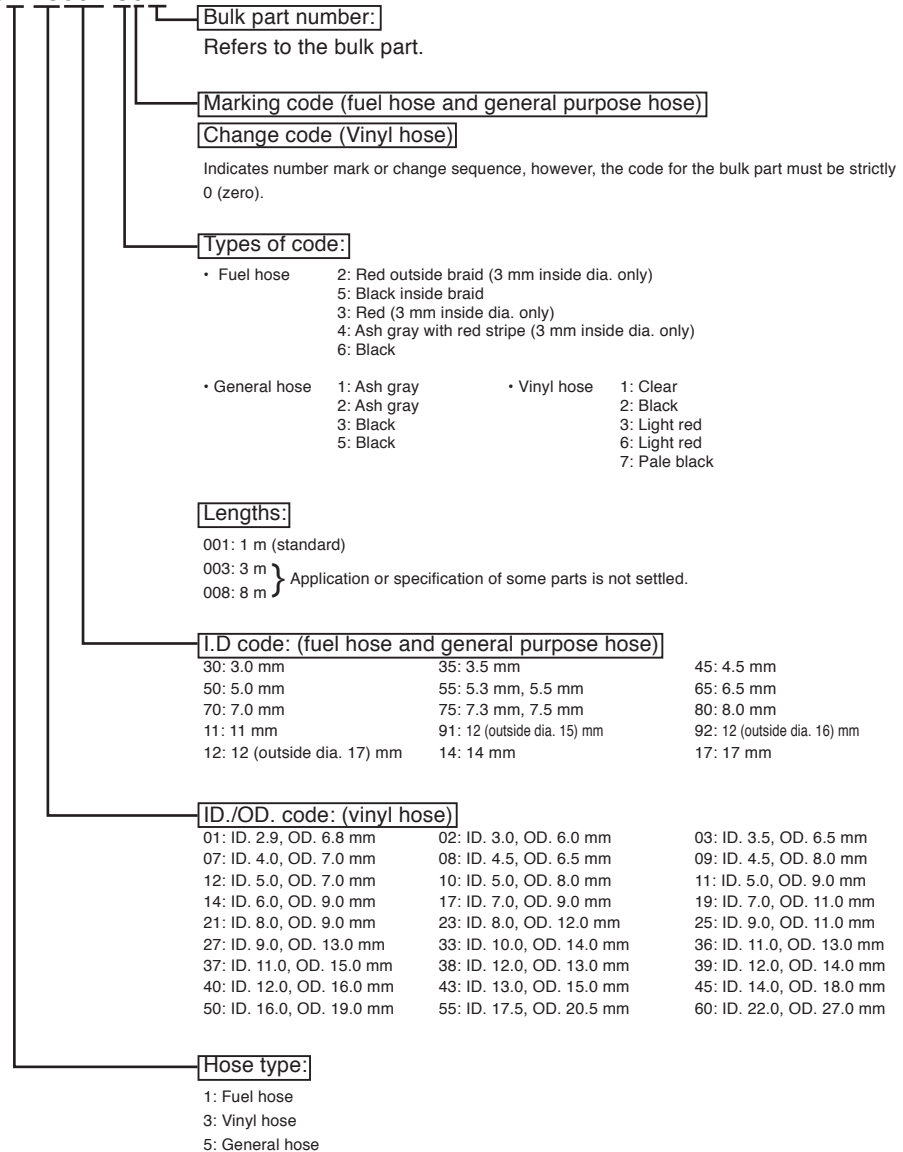 Bulk part number:
Refers to the bulk part.
Marking code (fuel hose and general purpose hose)
Change code (Vinyl hose)
Indicates number mark or change sequence, however, the code for the bulk part must be strictly
0 (zero).
Types of code:
・ Fuel hose 2: Red outside braid (3 mm inside dia. only)
5: Black inside braid
3: Red (3 mm inside dia. only)
4: Ash gray with red stripe (3 mm inside dia. only)
6: Black
・General hose 1: Ash gray ・ Vinyl hose 1: Clear
2: Ash gray 2: Black
3: Black 3: Light red
5: Black 6: Light red
7: Pale black
Lengths:
001: 1 m (standard)
003: 3 m
008: 8 m } Application or specification of some parts is not settled.
I.D code: (fuel hose and general purpose hose)
30: 3.0 mm 35: 3.5 mm 45: 4.5 mm
50: 5.0 mm 55: 5.3 mm, 5.5 mm 65: 6.5 mm
70: 7.0 mm 75: 7.3 mm, 7.5 mm 80: 8.0 mm
11: 11 mm 91: 12 (outside dia. 15) mm 92: 12 (outside dia. 16) mm
12: 12 (outside dia. 17) mm 14: 14 mm 17: 17 mm
ID./OD. code: (vinyl hose)
01: ID. 2.9, OD. 6.8 mm 02: ID. 3.0, OD. 6.0 mm 03: ID. 3.5, OD. 6.5 mm
07: ID. 4.0, OD. 7.0 mm 08: ID. 4.5, OD. 6.5 mm 09: ID. 4.5, OD. 8.0 mm
12: ID. 5.0, OD. 7.0 mm 10: ID. 5.0, OD. 8.0 mm 11: ID. 5.0, OD. 9.0 mm
14: ID. 6.0, OD. 9.0 mm 17: ID. 7.0, OD. 9.0 mm 19: ID. 7.0, OD. 11.0 mm
21: ID. 8.0, OD. 9.0 mm 23: ID. 8.0, OD. 12.0 mm 25: ID. 9.0, OD. 11.0 mm
27: ID. 9.0, OD. 13.0 mm 33: ID. 10.0, OD. 14.0 mm 36: ID. 11.0, OD. 13.0 mm
37: ID. 11.0, OD. 15.0 mm 38: ID. 12.0, OD. 13.0 mm 39: ID. 12.0, OD. 14.0 mm
40: ID. 12.0, OD. 16.0 mm 43: ID. 13.0, OD. 15.0 mm 45: ID. 14.0, OD. 18.0 mm
50: ID. 16.0, OD. 19.0 mm 55: ID. 17.5, OD. 20.5 mm 60: ID. 22.0, OD. 27.0 mm
Hose type:
1: Fuel hose
3: Vinyl hose
5: General hose